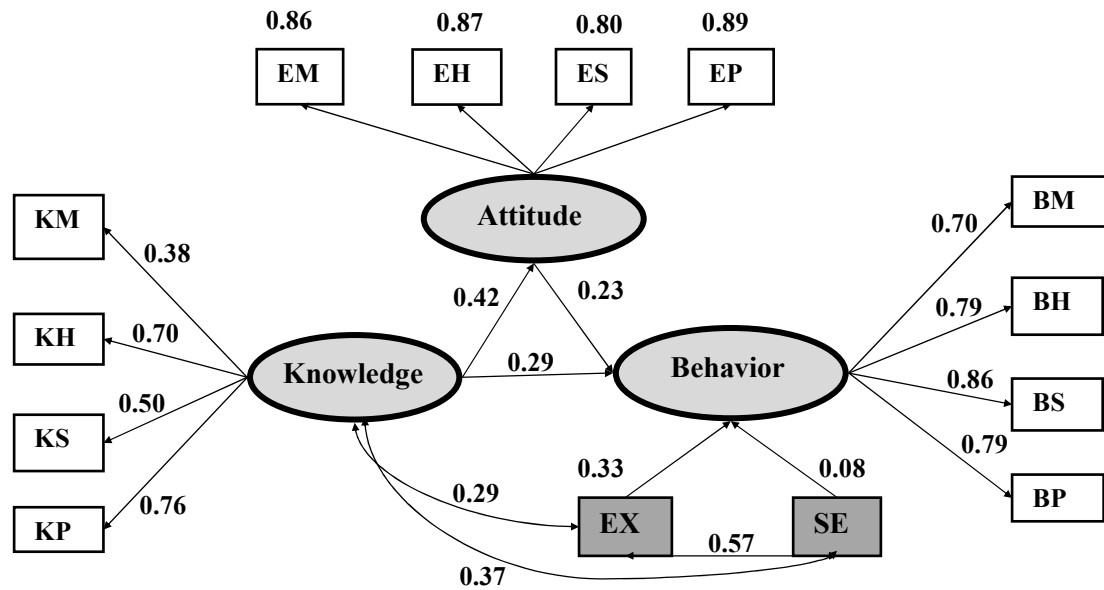 0.86 0.87 0.80 0.89
EM EH ES EP
Attitude
KM
BM
0.38
0.70
0.42
0.23
KH
0.70
0.79
BH
Knowledge
0.29
Behavior
KS
0.50
0.86
BS
0.79
KP
0.76
0.29
0.33
0.08
BP
EX
SE
0.57
0.37